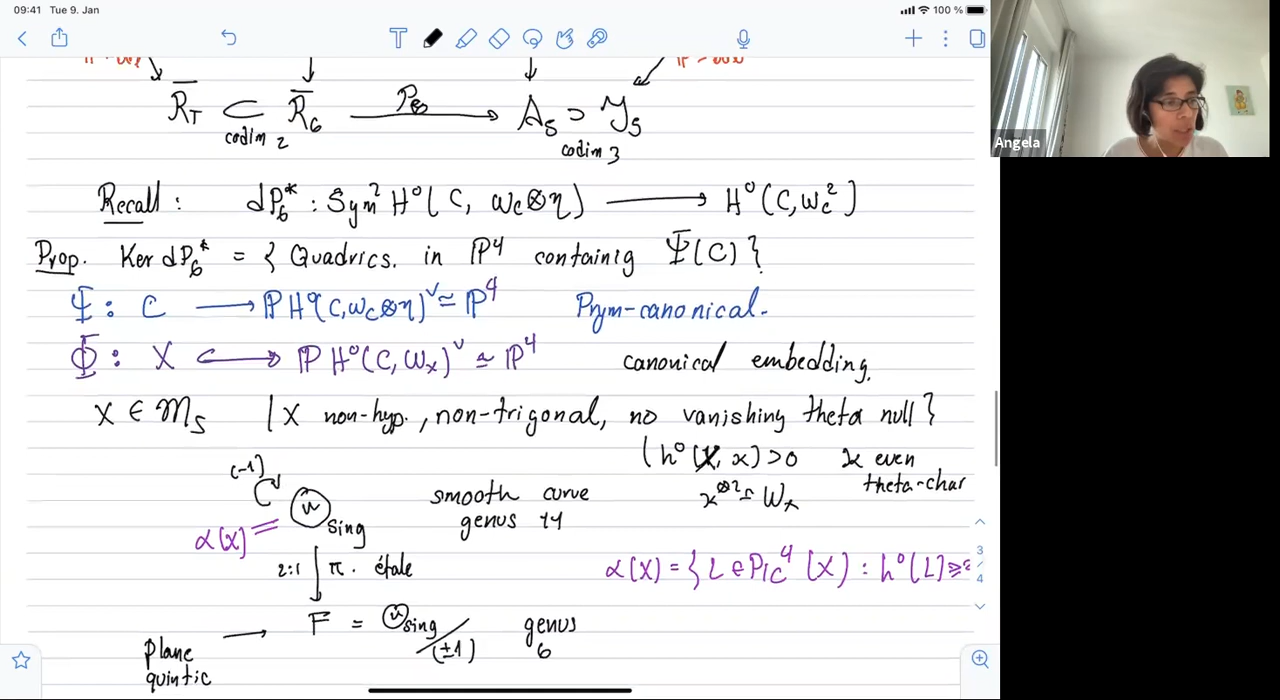 09:41 Tue 9. Jan
100 %
R̅_T ⊂ R̅_6 ⟶ A_5 ⊃ 𝒥_5
P_6
codim 2
codim 3
Recall : dP_6^* : Sym^2 H^0( C, ω_C⊗η) ⟶ H^0(C,ω_C^2)
Prop. Ker dP_6^* = { Quadrics. in ℙ^4 containig Ψ(C) }
Ψ : C ⟶ ℙ H^0(C,ω_C⊗η)^∨ ≃ ℙ^4 Prym-canonical.
Φ : X ⟶ ℙ H^0(C, ω_X)^∨ ≃ ℙ^4 canonical embedding.
X ∈ M_5 { X non-hyp., non-trigonal, no vanishing theta null }
( h^0(X, κ) > 0 κ even
theta-char
κ^{⊗2} = ω_X
(-1)
Θ_sing
smooth curve
genus 11
α(X) =
2:1 π. étale
α(X) = { L ∈ Pic^4 (X) : h^0(L) ≥
F = Θ_sing/(±1) genus
6
plane
quintic
Angela
3
/
4